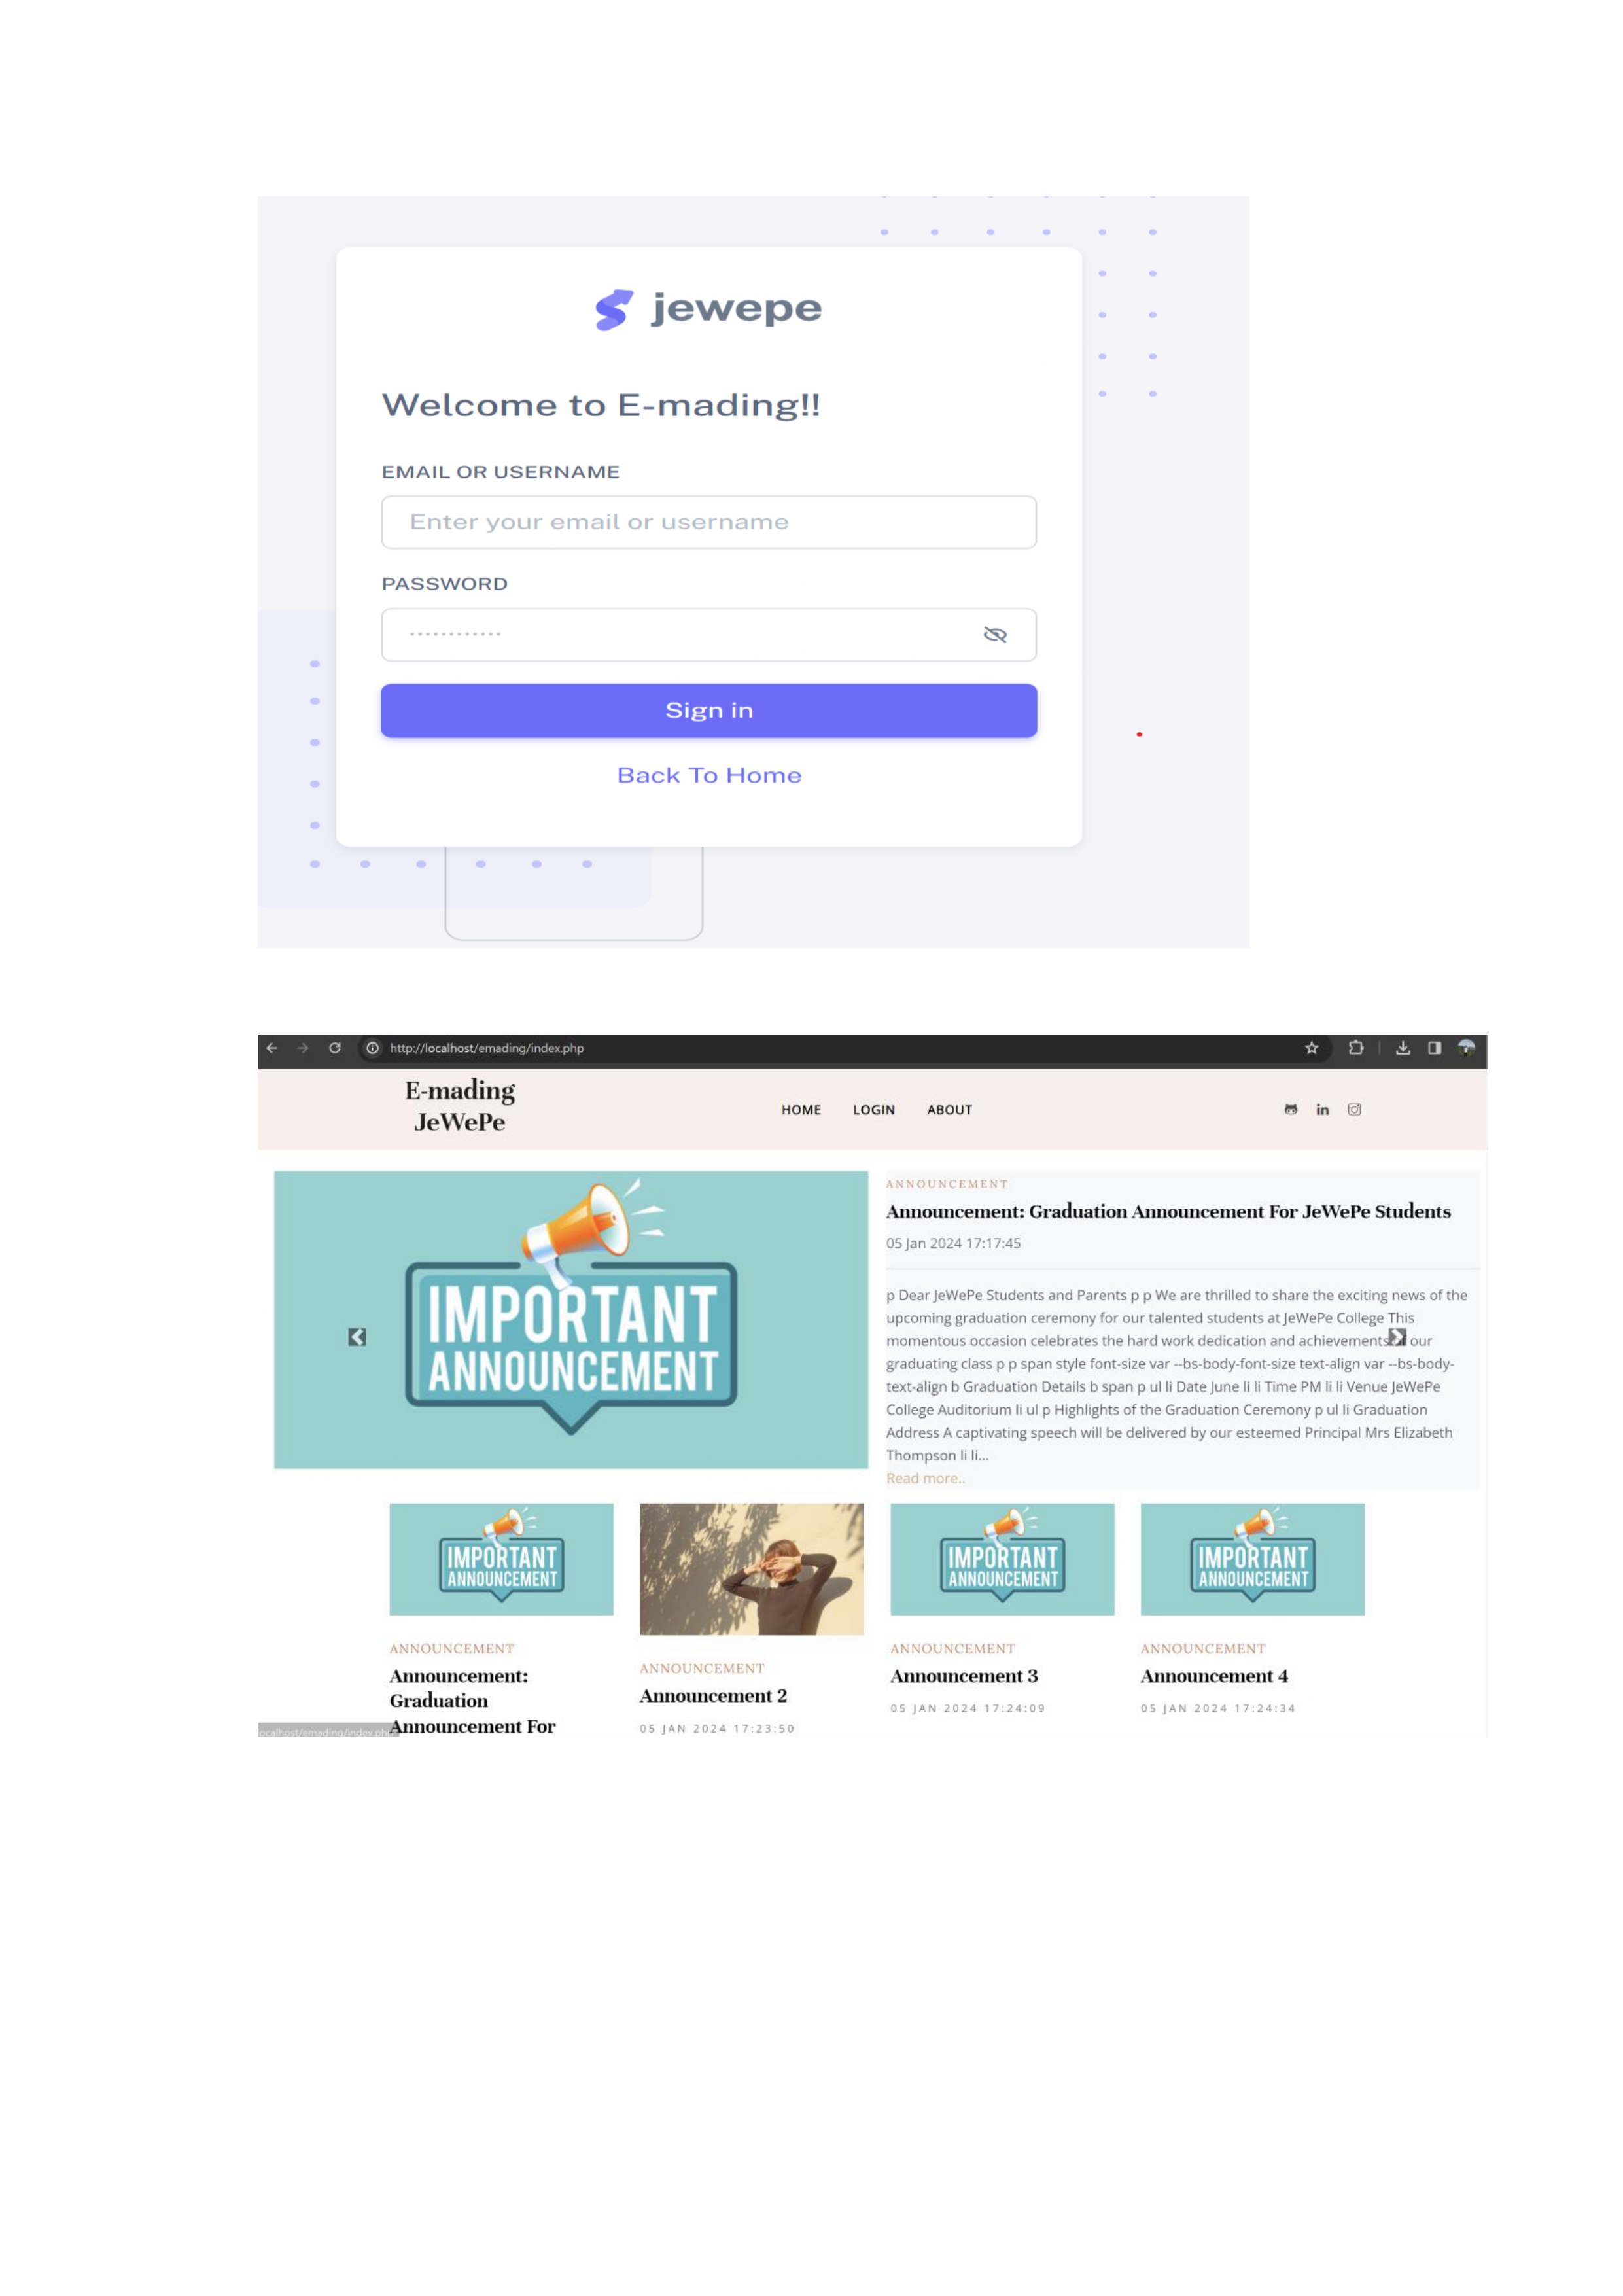 jewepe
Welcome to E-mading!!
EMAIL OR USERNAME
Enter your email or username
PASSWORD
Sign in
Back To Home
http://localhost/emading/index.php
E-mading
JeWePe
HOME LOGIN ABOUT
in
IMPORTANT
ANNOUNCEMENT
ANNOUNCEMENT
Announcement: Graduation Announcement For JeWePe Students
05 Jan 2024 17:17:45
p Dear JeWePe Students and Parents p p We are thrilled to share the exciting news of the
upcoming graduation ceremony for our talented students at JeWePe College This
momentous occasion celebrates the hard work dedication and achievements our
graduating class p p span style font-size var --bs-body-font-size text-align var --bs-body-
text-align b Graduation Details b span p ul li Date June li li Time PM li li Venue JeWePe
College Auditorium li ul p Highlights of the Graduation Ceremony p ul li Graduation
Address A captivating speech will be delivered by our esteemed Principal Mrs Elizabeth
Thompson li li...
Read more..
IMPORTANT
ANNOUNCEMENT
ANNOUNCEMENT
Announcement:
Graduation
Announcement For
ANNOUNCEMENT
Announcement 2
05 JAN 2024 17:23:50
IMPORTANT
ANNOUNCEMENT
ANNOUNCEMENT
Announcement 3
05 JAN 2024 17:24:09
IMPORTANT
ANNOUNCEMENT
ANNOUNCEMENT
Announcement 4
05 JAN 2024 17:24:34